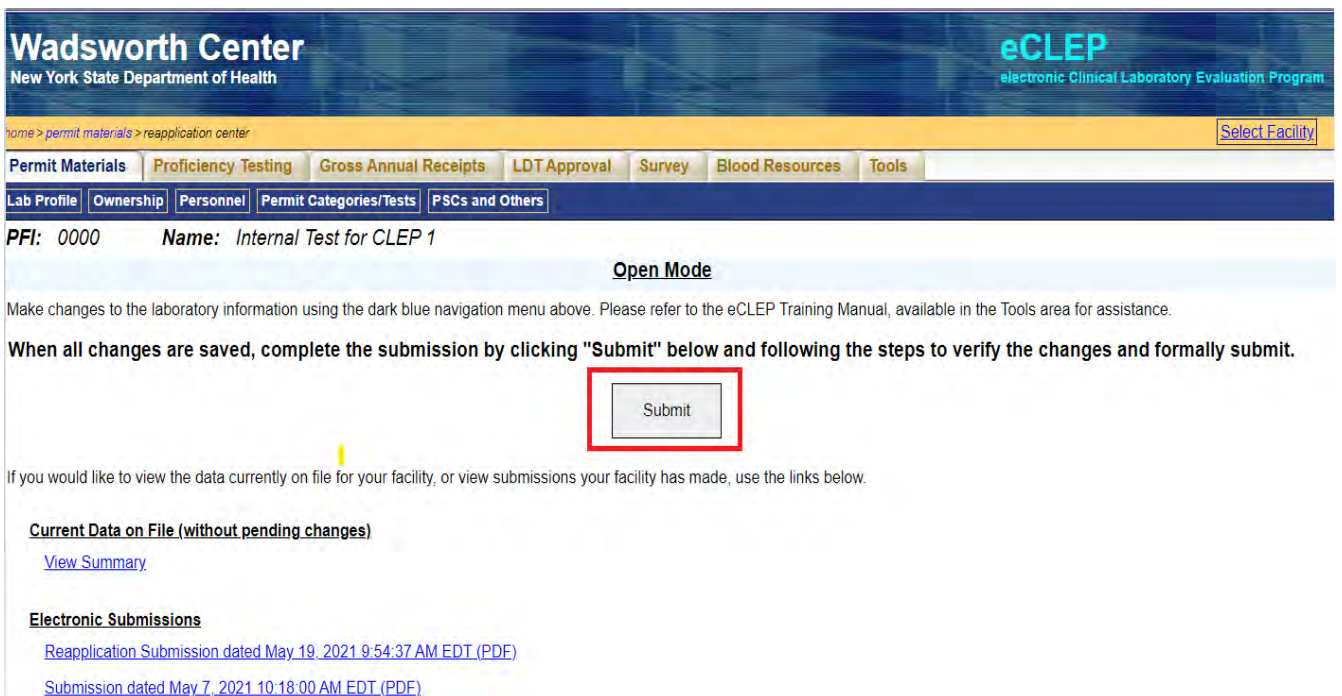 Wadsworth Center
New York State Department of Health
eCLEP
electronic Clinical Laboratory Evaluation Program
home > permit materials > reapplication center
Select Facility
Permit Materials Proficiency Testing Gross Annual Receipts LDT Approval Survey Blood Resources Tools
Lab Profile Ownership Personnel Permit Categories/Tests PSCs and Others
PFI: 0000 Name: Internal Test for CLEP 1
Open Mode
Make changes to the laboratory information using the dark blue navigation menu above. Please refer to the eCLEP Training Manual, available in the Tools area for assistance.
When all changes are saved, complete the submission by clicking "Submit" below and following the steps to verify the changes and formally submit.
Submit
If you would like to view the data currently on file for your facility, or view submissions your facility has made, use the links below.
Current Data on File (without pending changes)
View Summary
Electronic Submissions
Reapplication Submission dated May 19, 2021 9:54:37 AM EDT (PDF)
Submission dated May 7, 2021 10:18:00 AM EDT (PDF)